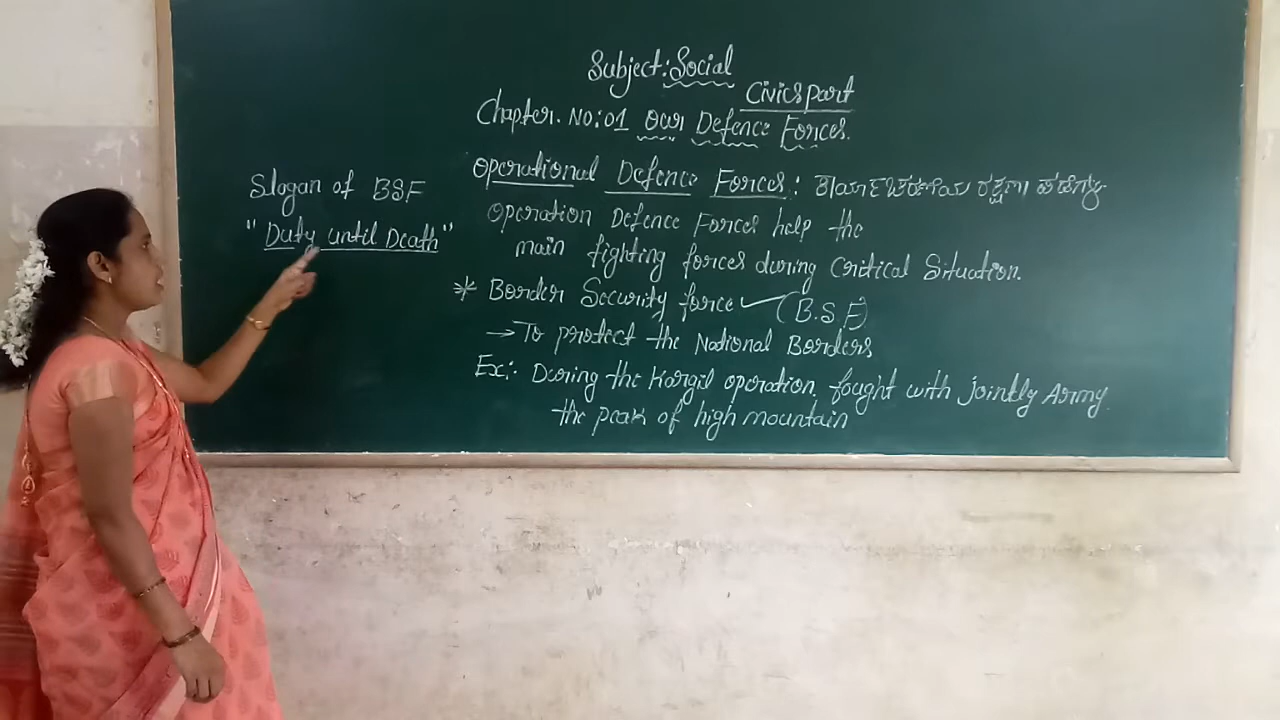 Subject: Social
Civics part
Chapter. No: 01 Our Defence Forces.
Operational Defence Forces: ಕಾರ್ಯಾಚರಣೆಯ ರಕ್ಷಣಾ ಪಡೆಗಳು
Operation Defence Forces help the
main fighting forces during Critical Situation.
* Border Security force ✓ (B.S.F)
→ To protect the National Borders
Ex:- During the Kargil operation, fought with jointly Army.
the peak of high mountain
Slogan of BSF
"Duty until Death"